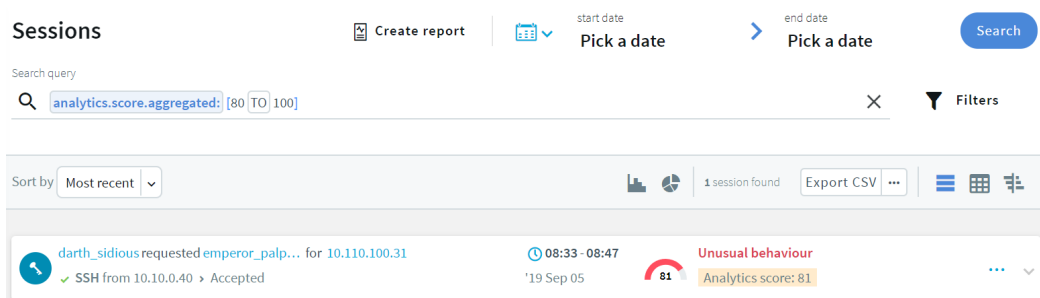 Sessions
Create report
start date
Pick a date
end date
Pick a date
Search
Search query
analytics.score.aggregated: [80 TO 100]
Filters
Sort by Most recent
1 session found
Export CSV ...
darth_sidious requested emperor_palp... for 10.110.100.31
08:33 - 08:47
Unusual behaviour
SSH from 10.10.0.40 > Accepted
'19 Sep 05
81
Analytics score: 81